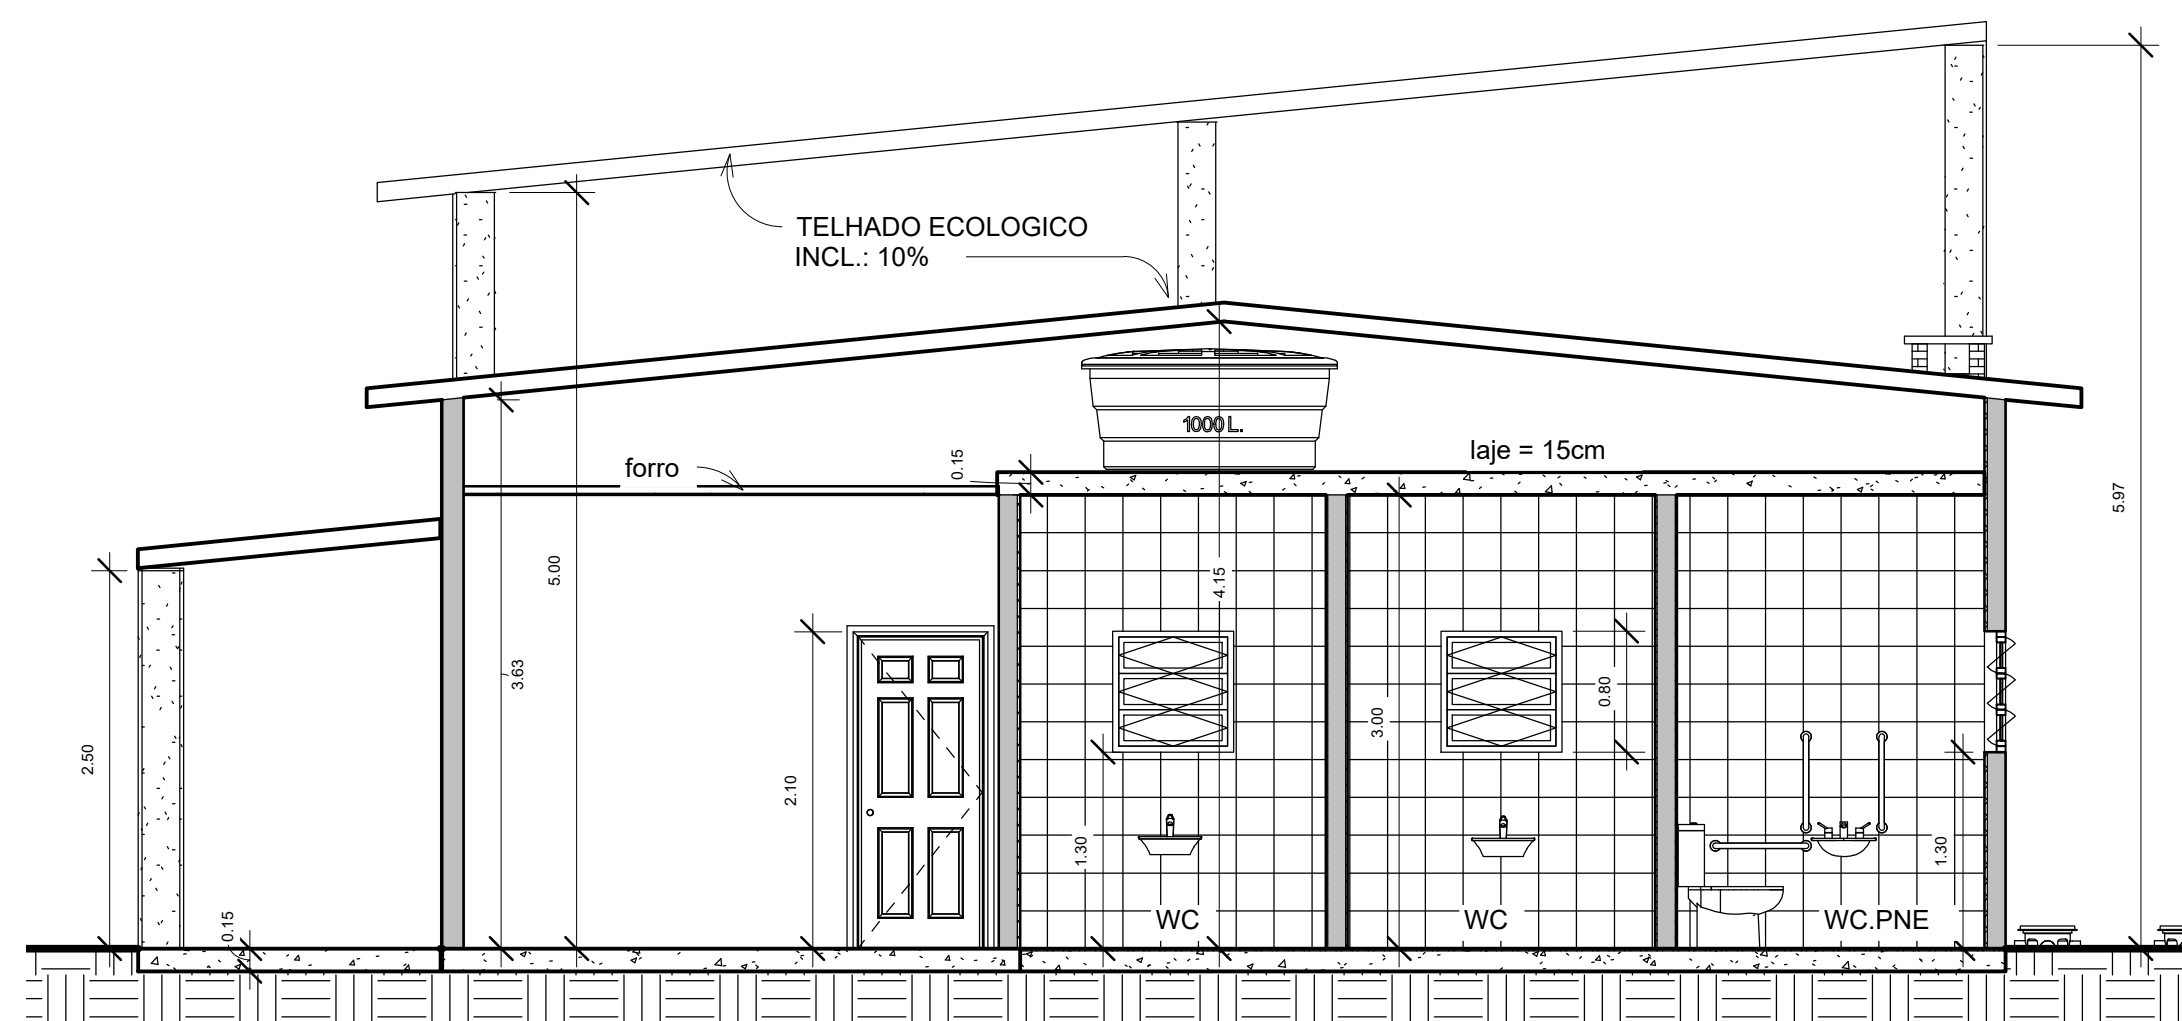 TELHADO ECOLOGICO
INCL.: 10%
1000 L.
laje = 15cm
forro
0.15
5.97
5.00
4.15
3.63
0.80
3.00
2.50
2.10
1.30
1.30
WC
WC
WC.PNE
0.15